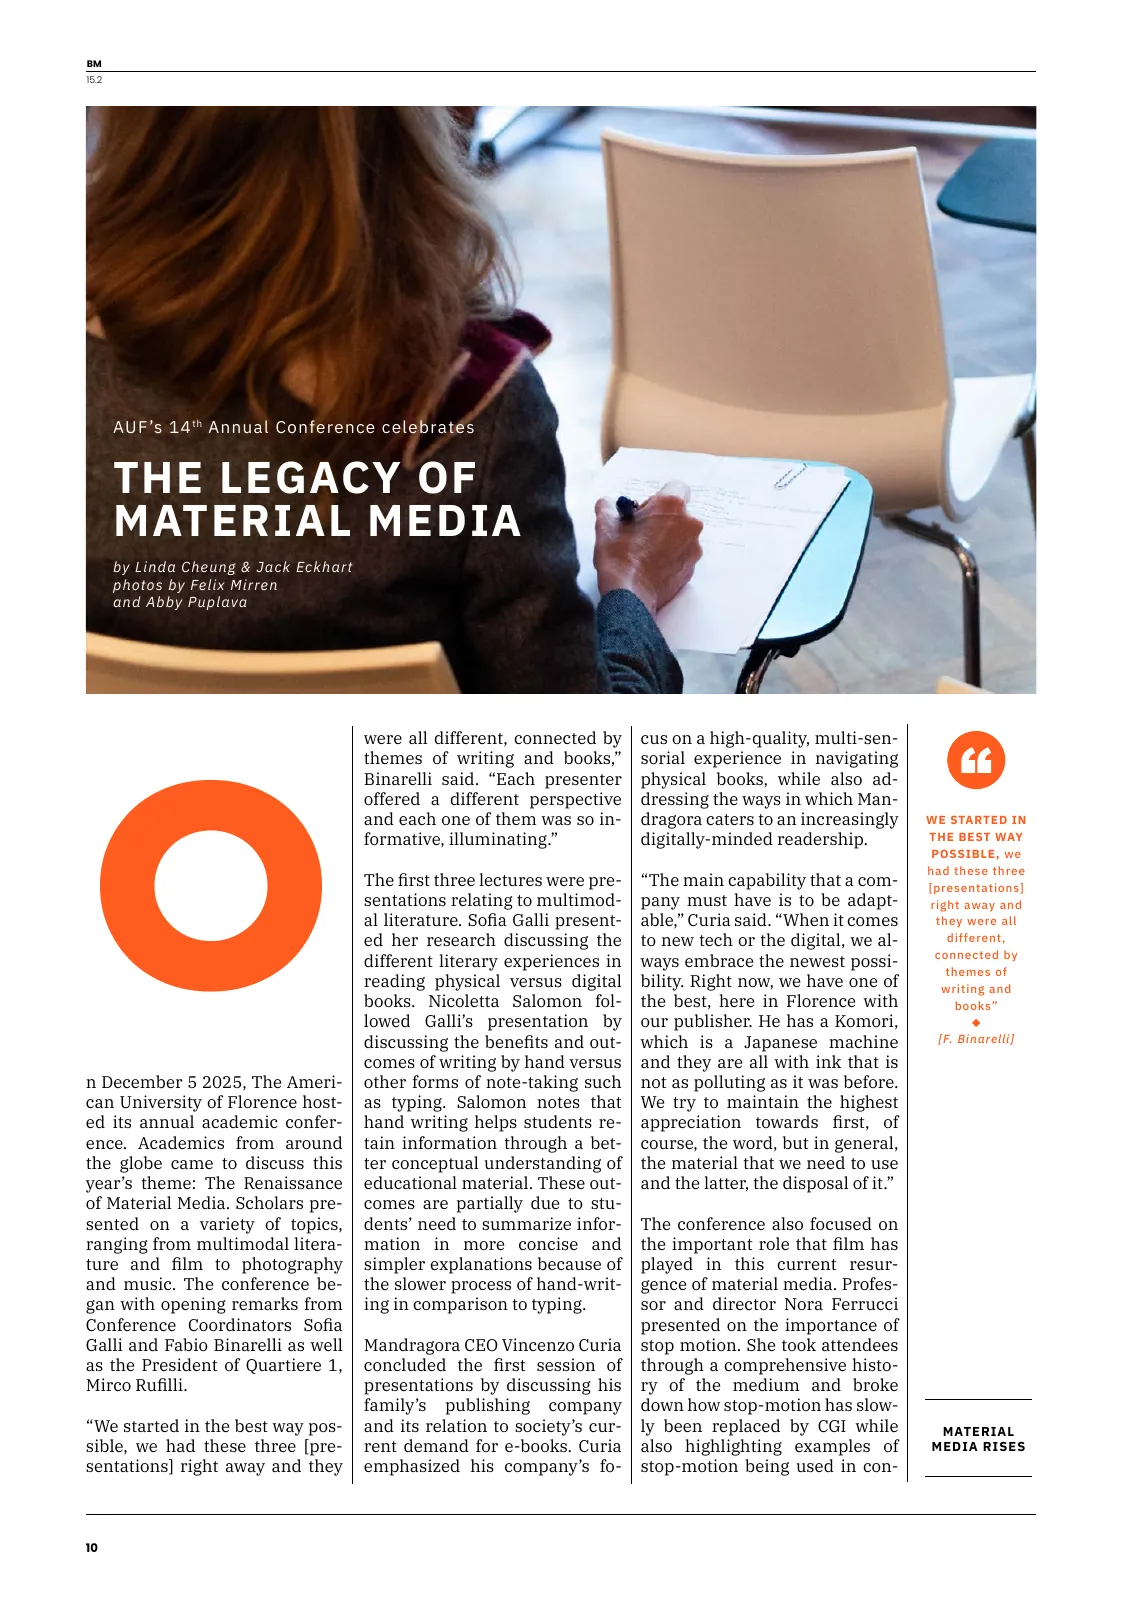 BM
15.2
AUF’s 14th Annual Conference celebrates
THE LEGACY OF
MATERIAL MEDIA
by Linda Cheung & Jack Eckhart
photos by Felix Mirren
and Abby Puplava
O
n December 5 2025, The Ameri-
can University of Florence host-
ed its annual academic confer-
ence. Academics from around
the globe came to discuss this
year’s theme: The Renaissance
of Material Media. Scholars pre-
sented on a variety of topics,
ranging from multimodal litera-
ture and film to photography
and music. The conference be-
gan with opening remarks from
Conference Coordinators Sofia
Galli and Fabio Binarelli as well
as the President of Quartiere 1,
Mirco Rufilli.
“We started in the best way pos-
sible, we had these three [pre-
sentations] right away and they
were all different, connected by
themes of writing and books,”
Binarelli said. “Each presenter
offered a different perspective
and each one of them was so in-
formative, illuminating.”
The first three lectures were pre-
sentations relating to multimod-
al literature. Sofia Galli present-
ed her research discussing the
different literary experiences in
reading physical versus digital
books. Nicoletta Salomon fol-
lowed Galli’s presentation by
discussing the benefits and out-
comes of writing by hand versus
other forms of note-taking such
as typing. Salomon notes that
hand writing helps students re-
tain information through a bet-
ter conceptual understanding of
educational material. These out-
comes are partially due to stu-
dents’ need to summarize infor-
mation in more concise and
simpler explanations because of
the slower process of hand-writ-
ing in comparison to typing.
Mandragora CEO Vincenzo Curia
concluded the first session of
presentations by discussing his
family’s publishing company
and its relation to society’s cur-
rent demand for e-books. Curia
emphasized his company’s fo-
cus on a high-quality, multi-sen-
sorial experience in navigating
physical books, while also ad-
dressing the ways in which Man-
dragora caters to an increasingly
digitally-minded readership.
“The main capability that a com-
pany must have is to be adapt-
able,” Curia said. “When it comes
to new tech or the digital, we al-
ways embrace the newest possi-
bility. Right now, we have one of
the best, here in Florence with
our publisher. He has a Komori,
which is a Japanese machine
and they are all with ink that is
not as polluting as it was before.
We try to maintain the highest
appreciation towards first, of
course, the word, but in general,
the material that we need to use
and the latter, the disposal of it.”
The conference also focused on
the important role that film has
played in this current resur-
gence of material media. Profes-
sor and director Nora Ferrucci
presented on the importance of
stop motion. She took attendees
through a comprehensive histo-
ry of the medium and broke
down how stop-motion has slow-
ly been replaced by CGI while
also highlighting examples of
stop-motion being used in con-
“
WE STARTED IN
THE BEST WAY
POSSIBLE, we
had these three
[presentations]
right away and
they were all
different,
connected by
themes of
writing and
books”
◆
[F. Binarelli]
MATERIAL
MEDIA RISES
10